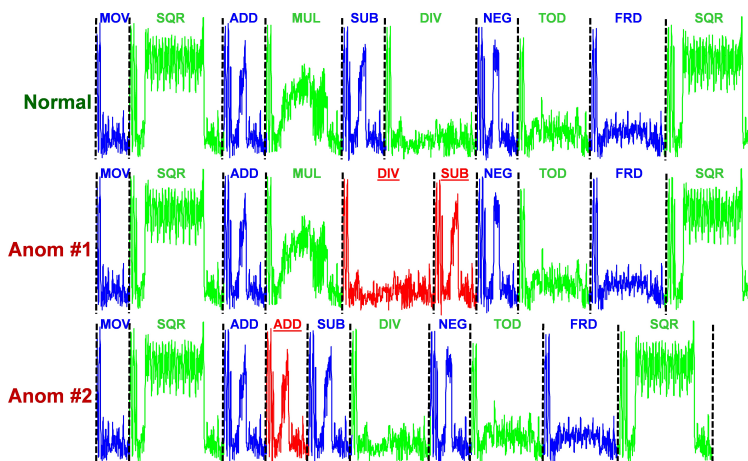 MOV SQR ADD MUL SUB DIV NEG TOD FRD SQR
Normal
MOV SQR ADD MUL DIV SUB NEG TOD FRD SQR
Anom #1
MOV SQR ADD ADD SUB DIV NEG TOD FRD SQR
Anom #2